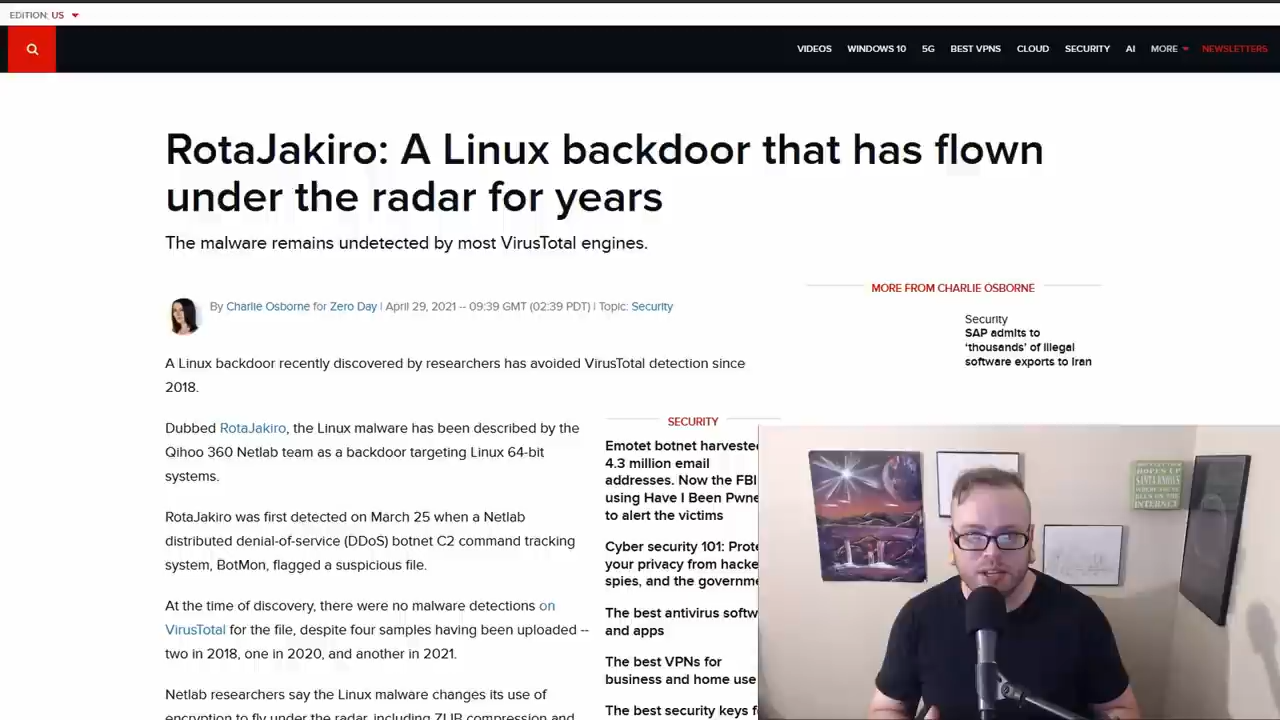 EDITION: US
VIDEOS WINDOWS 10 5G BEST VPNS CLOUD SECURITY AI MORE NEWSLETTERS
RotaJakiro: A Linux backdoor that has flown
under the radar for years
The malware remains undetected by most VirusTotal engines.
By Charlie Osborne for Zero Day | April 29, 2021 -- 09:39 GMT (02:39 PDT) | Topic: Security
A Linux backdoor recently discovered by researchers has avoided VirusTotal detection since
2018.
Dubbed RotaJakiro, the Linux malware has been described by the
Qihoo 360 Netlab team as a backdoor targeting Linux 64-bit
systems.
RotaJakiro was first detected on March 25 when a Netlab
distributed denial-of-service (DDoS) botnet C2 command tracking
system, BotMon, flagged a suspicious file.
At the time of discovery, there were no malware detections on
VirusTotal for the file, despite four samples having been uploaded --
two in 2018, one in 2020, and another in 2021.
Netlab researchers say the Linux malware changes its use of
encryption to fly under the radar, including ZLIB compression and
SECURITY
Emotet botnet harvested
4.3 million email
addresses. Now the FBI
using Have I Been Pwne
to alert the victims
Cyber security 101: Prote
your privacy from hacke
spies, and the governme
The best antivirus softw
and apps
The best VPNs for
business and home use
The best security keys f
MORE FROM CHARLIE OSBORNE
Security
SAP admits to
'thousands' of illegal
software exports to Iran